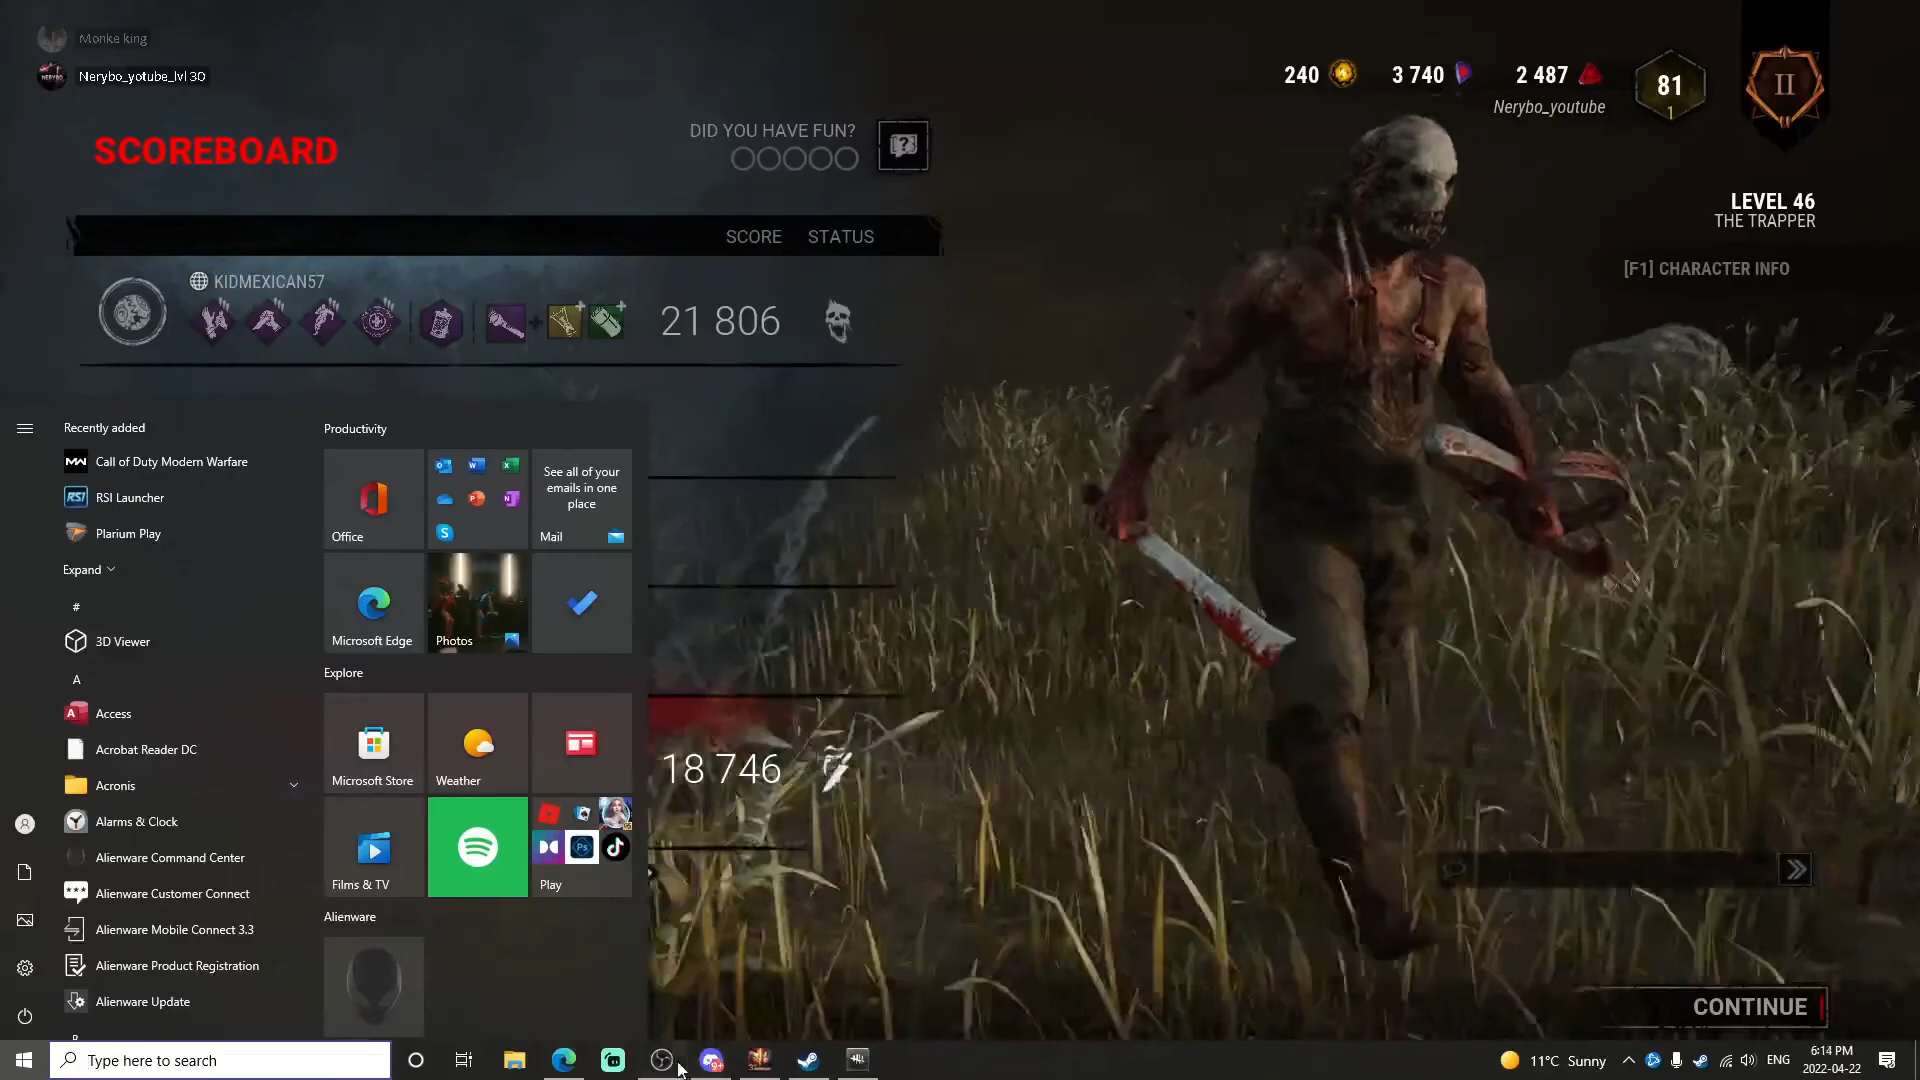 Monke king
Nerybo_yotube_lvl 30
240
3 740
2 487
81
1
II
Nerybo_youtube
SCOREBOARD
DID YOU HAVE FUN?
LEVEL 46
THE TRAPPER
[F1] CHARACTER INFO
SCORE STATUS
KIDMEXICAN57
21 806
18 746
CONTINUE
Recently added
Call of Duty Modern Warfare
RSI Launcher
Plarium Play
Expand
#
3D Viewer
A
Access
Acrobat Reader DC
Acronis
Alarms & Clock
Alienware Command Center
Alienware Customer Connect
Alienware Mobile Connect 3.3
Alienware Product Registration
Alienware Update
Productivity
Office
See all of your
emails in one
place
Mail
Microsoft Edge
Photos
Explore
Microsoft Store
Weather
Films & TV
Play
Alienware
Type here to search
11°C Sunny
ENG
6:14 PM
2022-04-22